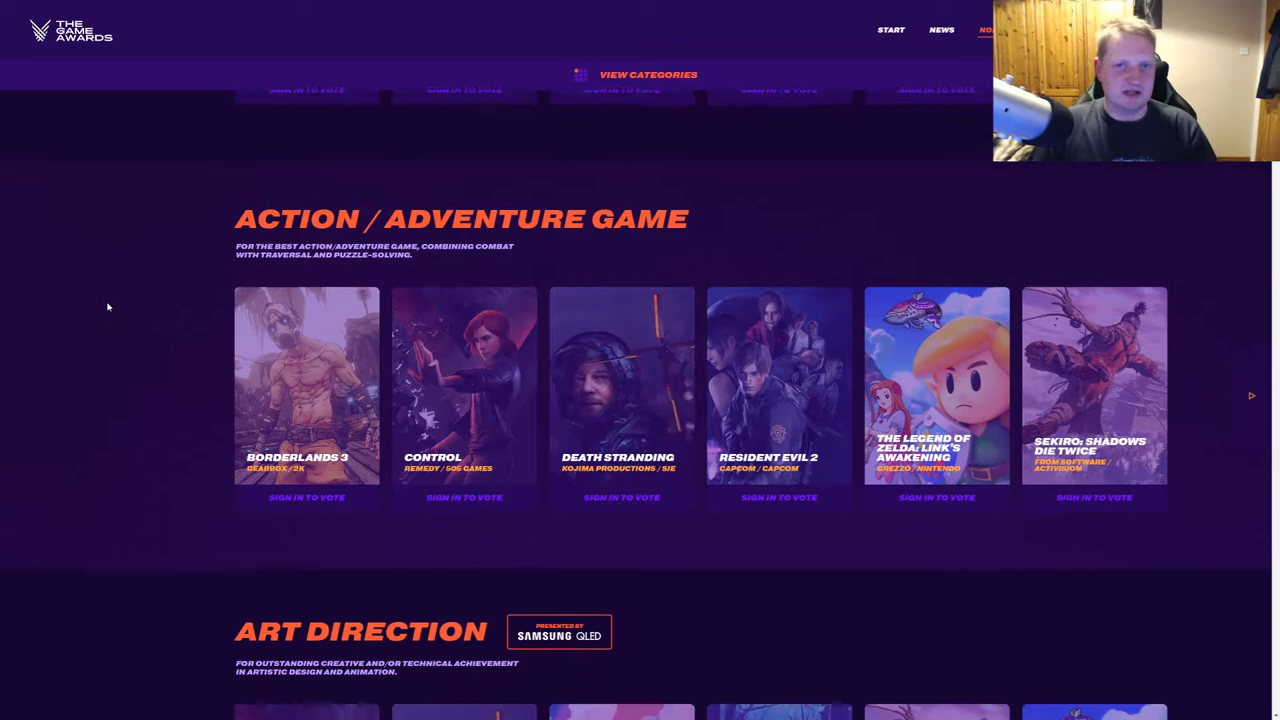 THE
GAME
AWARDS
START
NEWS
NO
VIEW CATEGORIES
SIGN IN TO VOTE
SIGN IN TO VOTE
SIGN IN TO VOTE
SIGN IN TO VOTE
SIGN IN TO VOTE
ACTION / ADVENTURE GAME
FOR THE BEST ACTION/ADVENTURE GAME, COMBINING COMBAT
WITH TRAVERSAL AND PUZZLE-SOLVING.
BORDERLANDS 3
GEARBOX / 2K
SIGN IN TO VOTE
CONTROL
REMEDY / 505 GAMES
SIGN IN TO VOTE
DEATH STRANDING
KOJIMA PRODUCTIONS / SIE
SIGN IN TO VOTE
RESIDENT EVIL 2
CAPCOM / CAPCOM
SIGN IN TO VOTE
THE LEGEND OF
ZELDA: LINK'S
AWAKENING
GREZZO / NINTENDO
SIGN IN TO VOTE
SEKIRO: SHADOWS
DIE TWICE
FROM SOFTWARE /
ACTIVISION
SIGN IN TO VOTE
ART DIRECTION
PRESENTED BY
SAMSUNG QLED
FOR OUTSTANDING CREATIVE AND/OR TECHNICAL ACHIEVEMENT
IN ARTISTIC DESIGN AND ANIMATION.